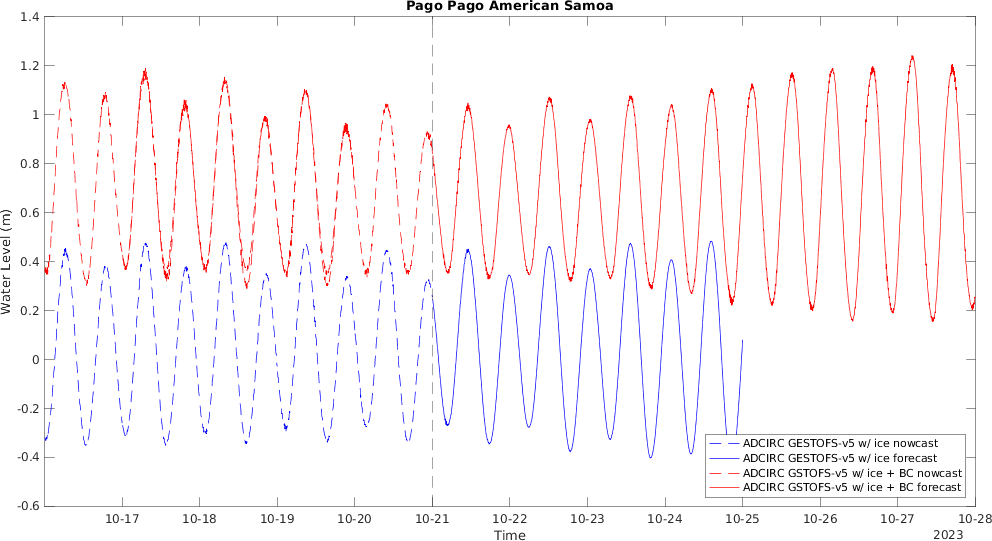 Pago Pago American Samoa
1.4
1.2
1
0.8
0.6
0.4
0.2
0
-0.2
-0.4
-0.6
Water Level (m)
ADCIRC GESTOFS-v5 w/ ice nowcast
ADCIRC GESTOFS-v5 w/ ice forecast
ADCIRC GSTOFS-v5 w/ ice + BC nowcast
ADCIRC GSTOFS-v5 w/ ice + BC forecast
10-17 10-18 10-19 10-20 10-21 10-22 10-23 10-24 10-25 10-26 10-27 10-28
Time
2023